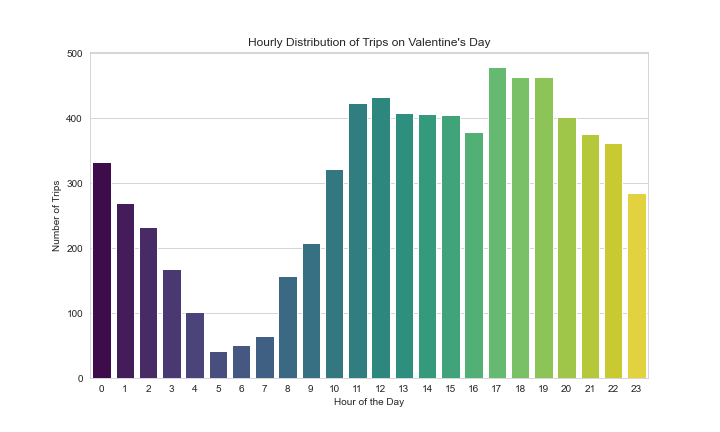 Hourly Distribution of Trips on Valentine's Day
Number of Trips
500
400
300
200
100
0
0 1 2 3 4 5 6 7 8 9 10 11 12 13 14 15 16 17 18 19 20 21 22 23
Hour of the Day